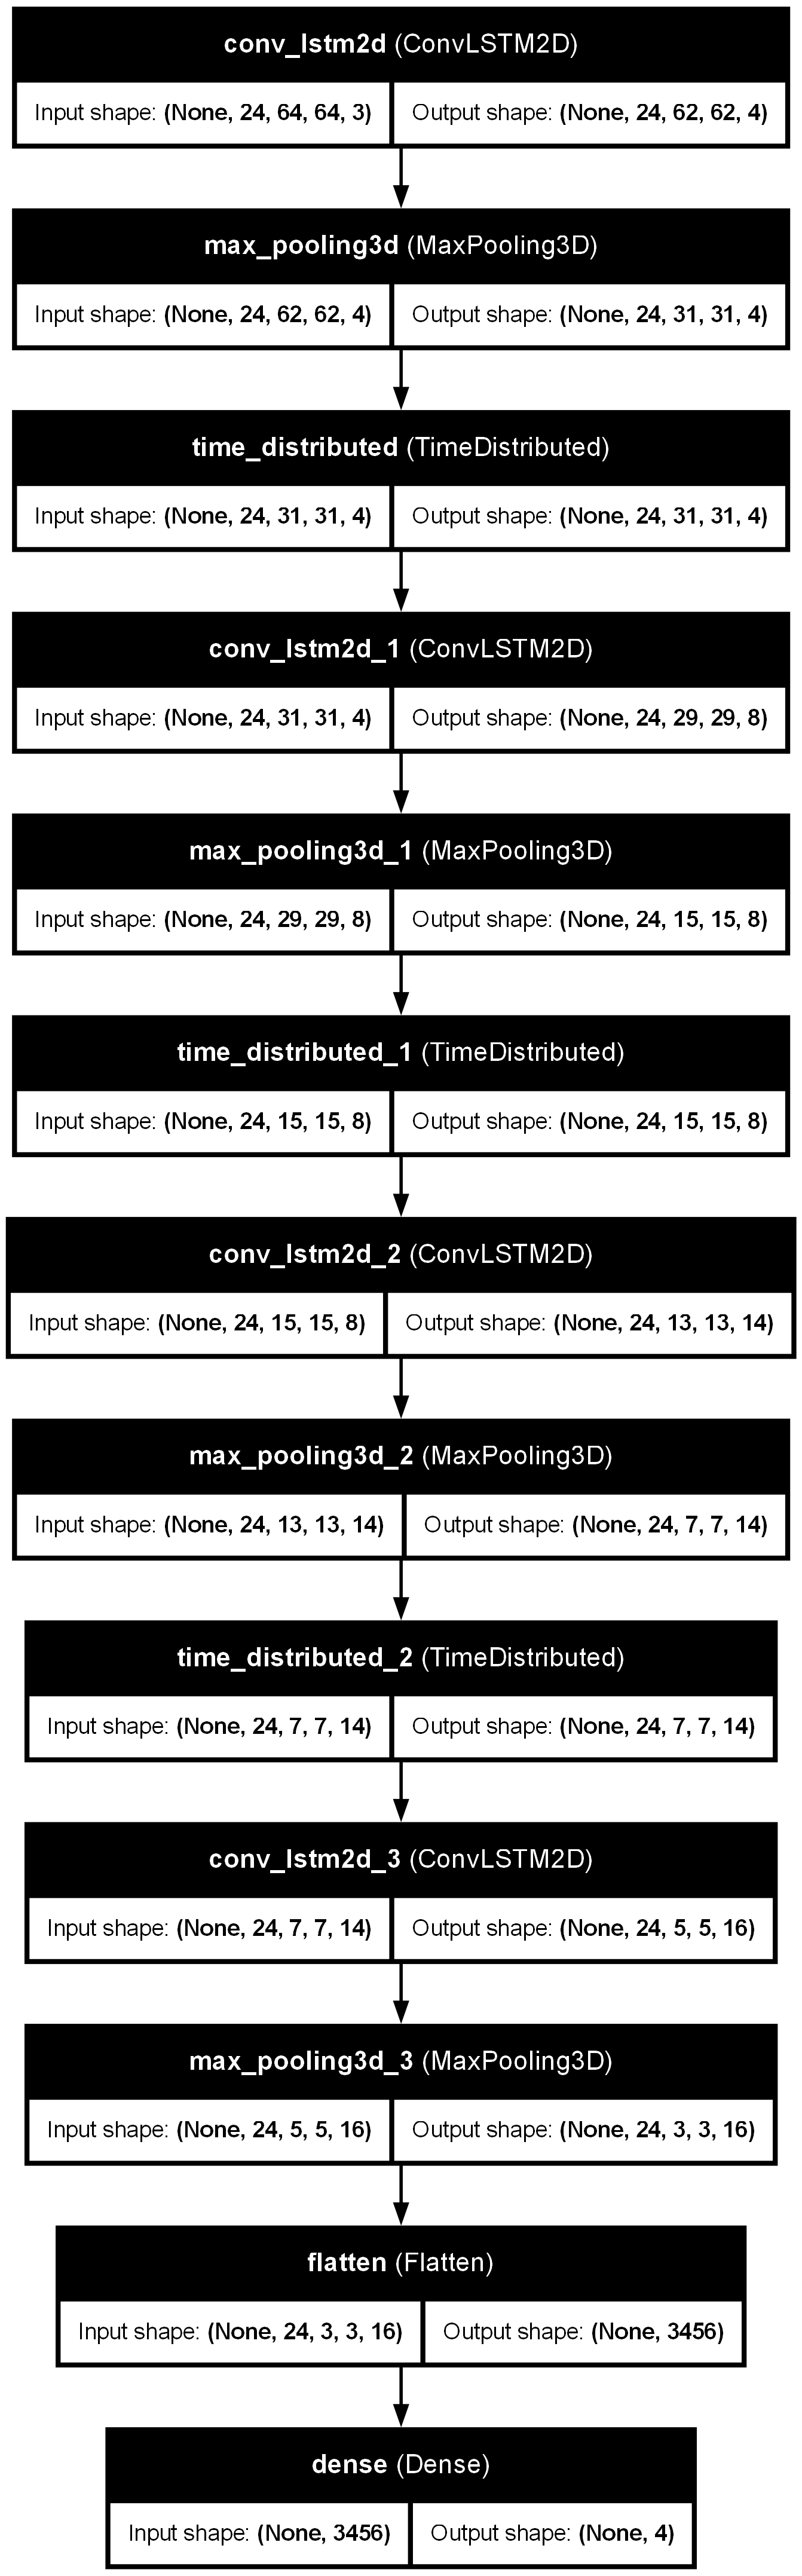 conv_lstm2d (ConvLSTM2D)
Input shape: (None, 24, 64, 64, 3) Output shape: (None, 24, 62, 62, 4)
max_pooling3d (MaxPooling3D)
Input shape: (None, 24, 62, 62, 4) Output shape: (None, 24, 31, 31, 4)
time_distributed (TimeDistributed)
Input shape: (None, 24, 31, 31, 4) Output shape: (None, 24, 31, 31, 4)
conv_lstm2d_1 (ConvLSTM2D)
Input shape: (None, 24, 31, 31, 4) Output shape: (None, 24, 29, 29, 8)
max_pooling3d_1 (MaxPooling3D)
Input shape: (None, 24, 29, 29, 8) Output shape: (None, 24, 15, 15, 8)
time_distributed_1 (TimeDistributed)
Input shape: (None, 24, 15, 15, 8) Output shape: (None, 24, 15, 15, 8)
conv_lstm2d_2 (ConvLSTM2D)
Input shape: (None, 24, 15, 15, 8) Output shape: (None, 24, 13, 13, 14)
max_pooling3d_2 (MaxPooling3D)
Input shape: (None, 24, 13, 13, 14) Output shape: (None, 24, 7, 7, 14)
time_distributed_2 (TimeDistributed)
Input shape: (None, 24, 7, 7, 14) Output shape: (None, 24, 7, 7, 14)
conv_lstm2d_3 (ConvLSTM2D)
Input shape: (None, 24, 7, 7, 14) Output shape: (None, 24, 5, 5, 16)
max_pooling3d_3 (MaxPooling3D)
Input shape: (None, 24, 5, 5, 16) Output shape: (None, 24, 3, 3, 16)
flatten (Flatten)
Input shape: (None, 24, 3, 3, 16) Output shape: (None, 3456)
dense (Dense)
Input shape: (None, 3456) Output shape: (None, 4)